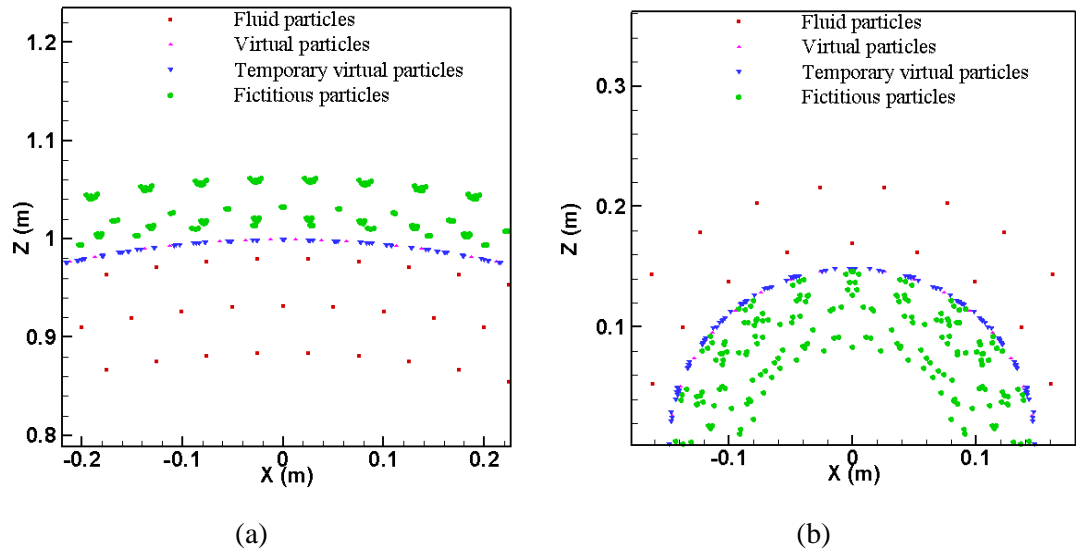 Fluid particles
Virtual particles
Temporary virtual particles
Fictitious particles
1.2
1.1
1
0.9
0.8
Z (m)
-0.2
-0.1
0
0.1
0.2
X (m)
(a)
Fluid particles
Virtual particles
Temporary virtual particles
Fictitious particles
0.3
0.2
0.1
Z (m)
-0.1
0
0.1
X (m)
(b)